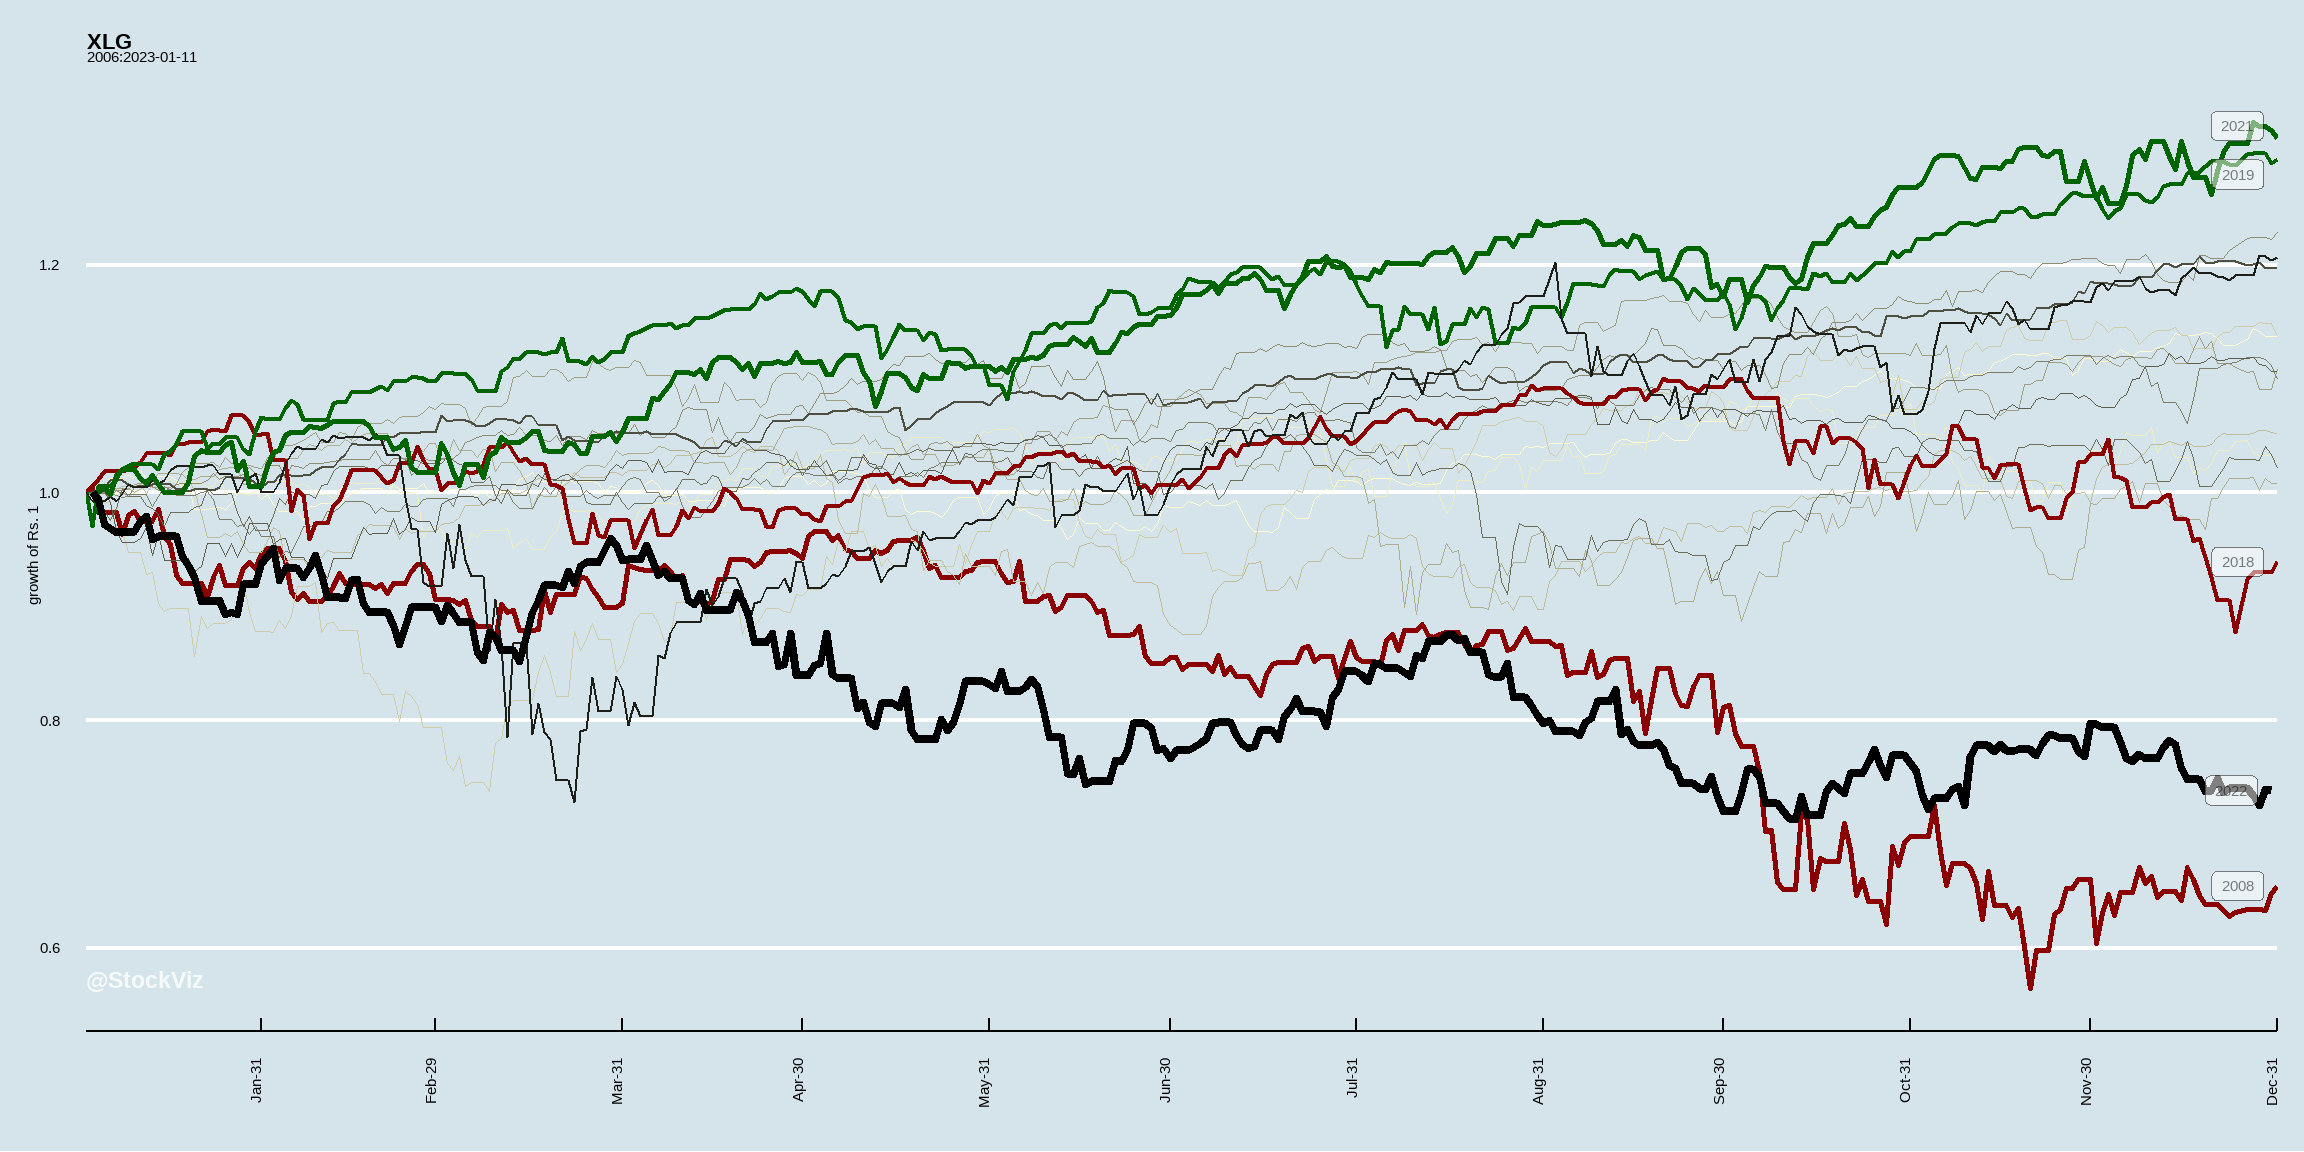 XLG
2006:2023-01-11
growth of Rs. 1
1.2
1.0
0.8
0.6
2021
2019
2018
2022
2008
@StockViz
Jan-31
Feb-29
Mar-31
Apr-30
May-31
Jun-30
Jul-31
Aug-31
Sep-30
Oct-31
Nov-30
Dec-31